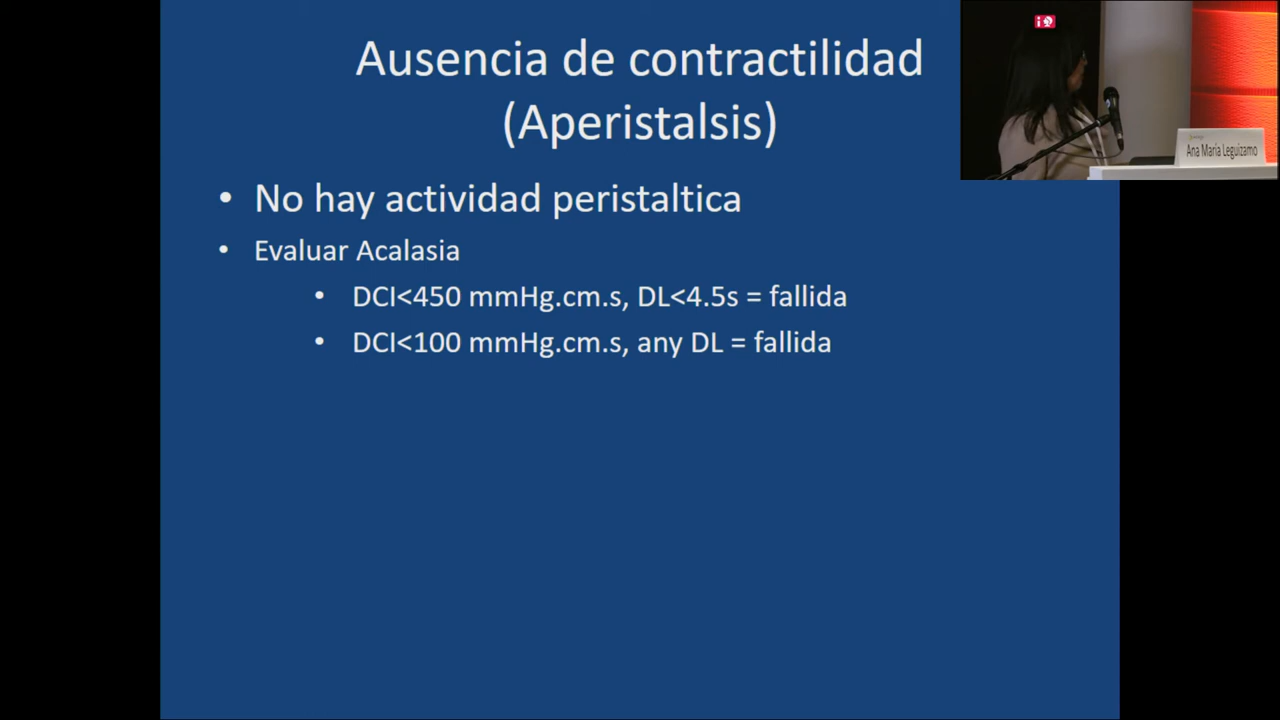 Ausencia de contractilidad
(Aperistalsis)
• No hay actividad peristaltica
• Evaluar Acalasia
• DCI<450 mmHg.cm.s, DL<4.5s = fallida
• DCI<100 mmHg.cm.s, any DL = fallida
Ana Maria Leguizamo